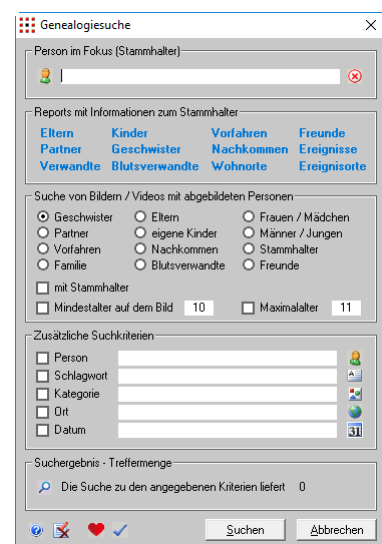 Genealogiesuche
Person im Fokus (Stammhalter)
Reports mit Informationen zum Stammhalter
Eltern Kinder Vorfahren Freunde
Partner Geschwister Nachkommen Ereignisse
Verwandte Blutsverwandte Wohnorte Ereignisorte
Suche von Bildern / Videos mit abgebildeten Personen
Geschwister Eltern Frauen / Mädchen
Partner eigene Kinder Männer / Jungen
Vorfahren Nachkommen Stammhalter
Familie Blutsverwandte Freunde
mit Stammhalter
Mindestalter auf dem Bild 10 Maximalalter 11
Zusätzliche Suchkriterien
Person
Schlagwort
Kategorie
Ort
Datum 31
Suchergebnis - Treffermenge
Die Suche zu den angegebenen Kriterien liefert 0
Suchen Abbrechen